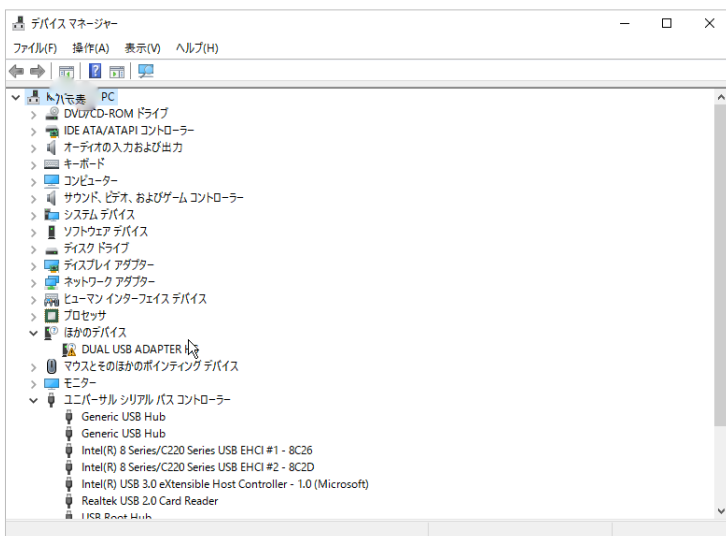 デバイス マネージャー
ファイル(F) 操作(A) 表示(V) ヘルプ(H)
PC
DVD/CD-ROM ドライブ
IDE ATA/ATAPI コントローラー
オーディオの入力および出力
キーボード
コンピューター
サウンド、ビデオ、およびゲーム コントローラー
システム デバイス
ソフトウェア デバイス
ディスク ドライブ
ディスプレイ アダプター
ネットワーク アダプター
ヒューマン インターフェイス デバイス
プロセッサ
ほかのデバイス
DUAL USB ADAPTER
マウスとそのほかのポインティング デバイス
モニター
ユニバーサル シリアル バス コントローラー
Generic USB Hub
Generic USB Hub
Intel(R) 8 Series/C220 Series USB EHCI #1 - 8C26
Intel(R) 8 Series/C220 Series USB EHCI #2 - 8C2D
Intel(R) USB 3.0 eXtensible Host Controller - 1.0 (Microsoft)
Realtek USB 2.0 Card Reader
USB Root Hub